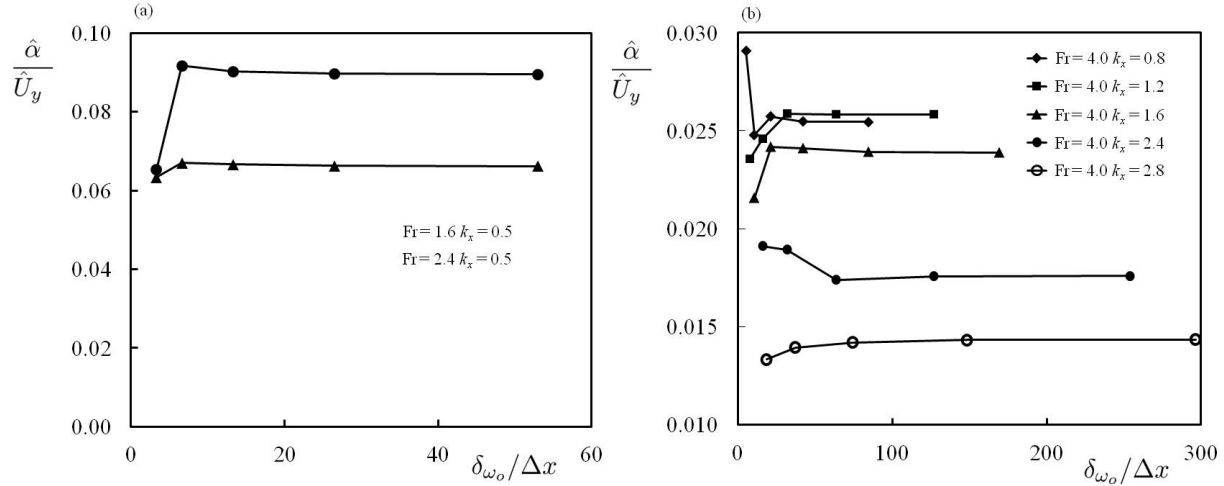 (a)
α̂
Û_y
0.10
0.08
0.06
0.04
0.02
0.00
Fr = 1.6 k_x = 0.5
Fr = 2.4 k_x = 0.5
0 20 40 60
δ_ω_o/Δx
(b)
α̂
Û_y
0.030
0.025
0.020
0.015
0.010
Fr = 4.0 k_x = 0.8
Fr = 4.0 k_x = 1.2
Fr = 4.0 k_x = 1.6
Fr = 4.0 k_x = 2.4
Fr = 4.0 k_x = 2.8
0 100 200 300
δ_ω_o/Δx